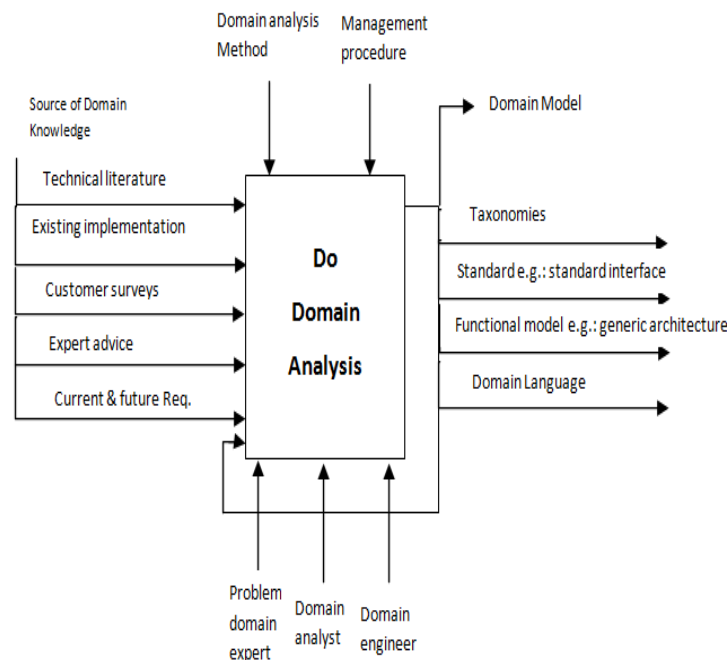 Domain analysis
Method
Management
procedure
Source of Domain
Knowledge
Technical literature
Existing implementation
Customer surveys
Expert advice
Current & future Req.
Do
Domain
Analysis
Domain Model
Taxonomies
Standard e.g.: standard interface
Functional model e.g.: generic architecture
Domain Language
Problem
domain
expert
Domain
analyst
Domain
engineer